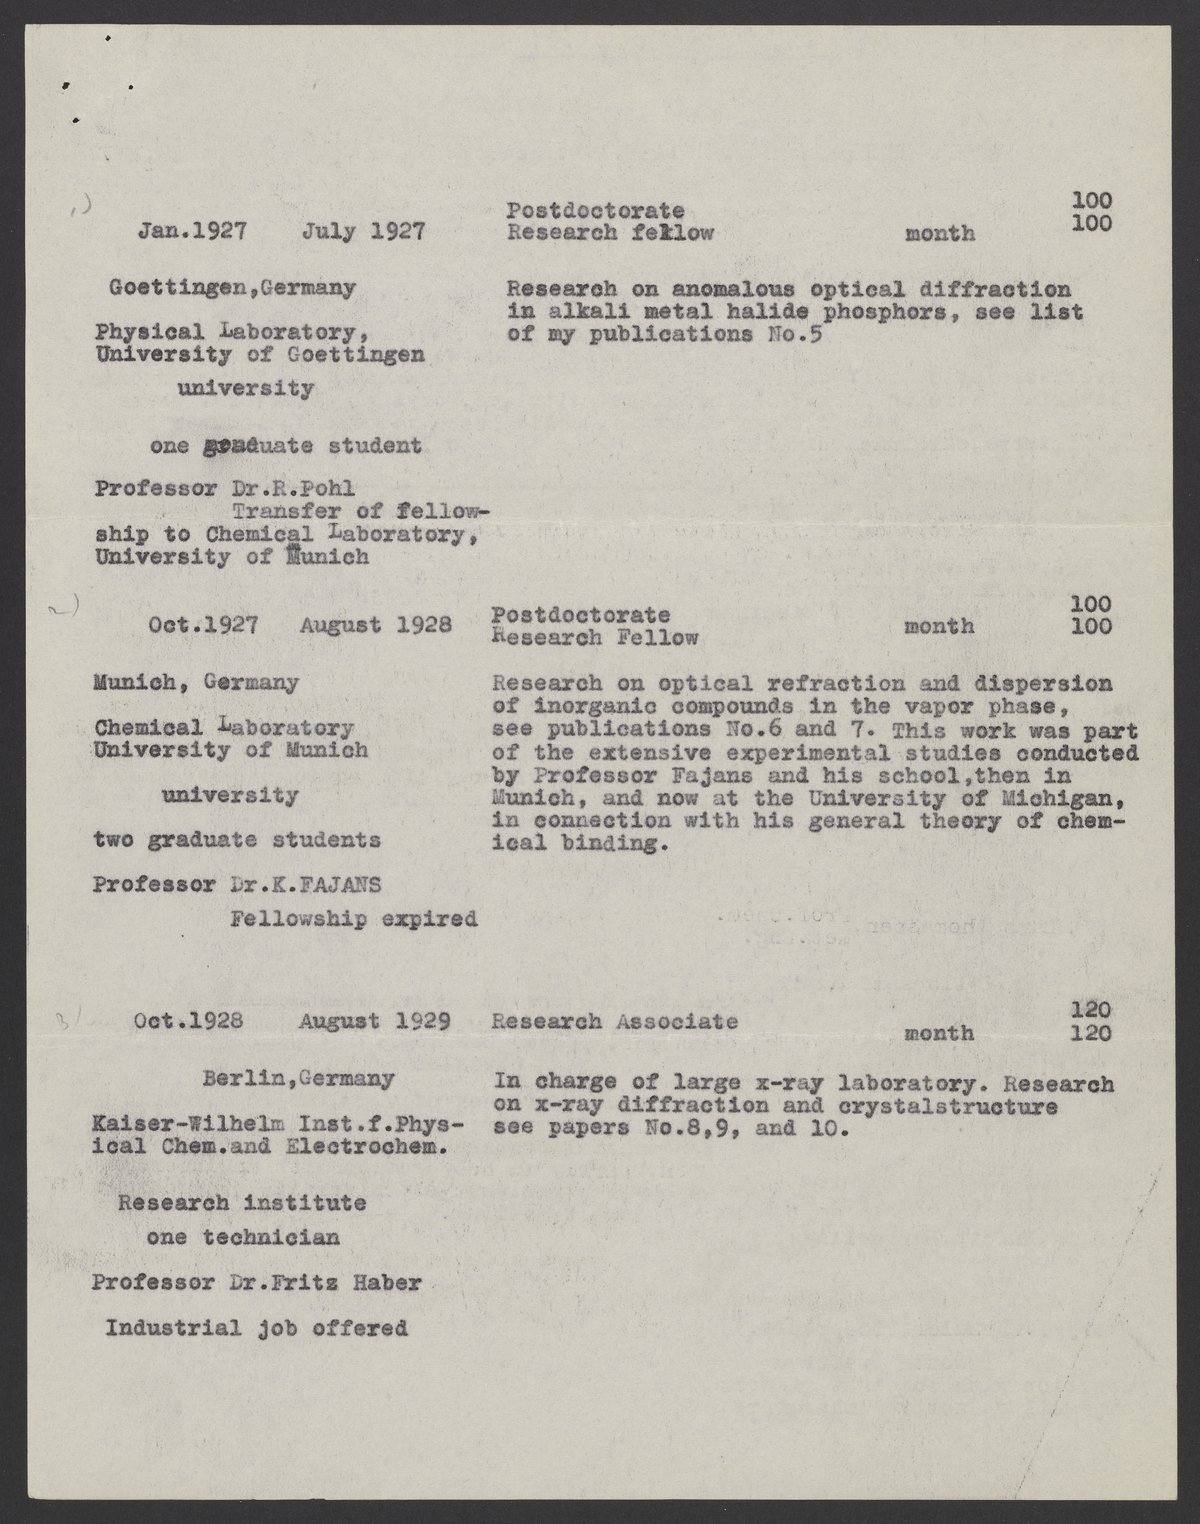 1)
Postdoctorate 100
Jan.1927 July 1927 Research fellow month 100
Goettingen,Germany
Physical Laboratory,
University of Goettingen
university
one graduate student
Professor Dr.R.Pohl
Transfer of fellow-
ship to Chemical Laboratory,
University of Munich
Research on anomalous optical diffraction
in alkali metal halide phosphors, see list
of my publications No.5
2)
Postdoctorate 100
Oct.1927 August 1928 Research Fellow month 100
Munich, Germany
Chemical Laboratory
University of Munich
university
two graduate students
Professor Dr.K.FAJANS
Fellowship expired
Research on optical refraction and dispersion
of inorganic compounds in the vapor phase,
see publications No.6 and 7. This work was part
of the extensive experimental studies conducted
by Professor Fajans and his school,then in
Munich, and now at the University of Michigan,
in connection with his general theory of chem-
ical binding.
3)
120
Oct.1928 August 1929 Research Associate month 120
Berlin,Germany
Kaiser-Wilhelm Inst.f.Phys-
ical Chem.and Electrochem.
Research institute
one technician
Professor Dr.Fritz Haber
Industrial job offered
In charge of large x-ray laboratory. Research
on x-ray diffraction and crystalstructure
see papers No.8,9, and 10.